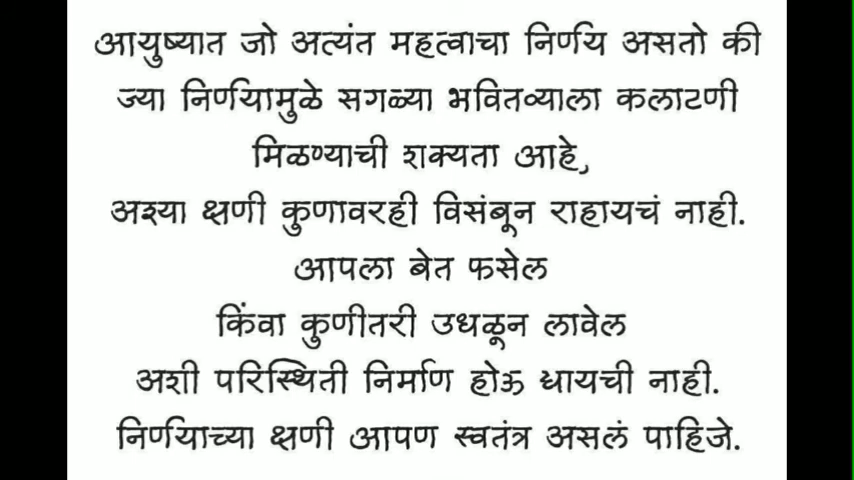 आयुष्यात जो अत्यंत महत्वाचा निर्णय असतो की
ज्या निर्णयामुळे सगळ्या भवितव्याला कलाटणी
मिळण्याची शक्यता आहे,
अश्या क्षणी कुणावरही विसंबून राहायचं नाही.
आपला बेत फसेल
किंवा कुणीतरी उधळून लावेल
अशी परिस्थिती निर्माण होऊ द्यायची नाही.
निर्णयाच्या क्षणी आपण स्वतंत्र असलं पाहिजे.